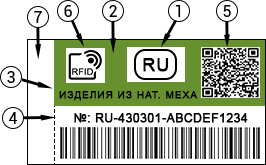 6 2 1 5
7
RFID RU
3
ИЗДЕЛИЯ ИЗ НАТ. МЕХА
4
№: RU-430301-ABCDEF1234